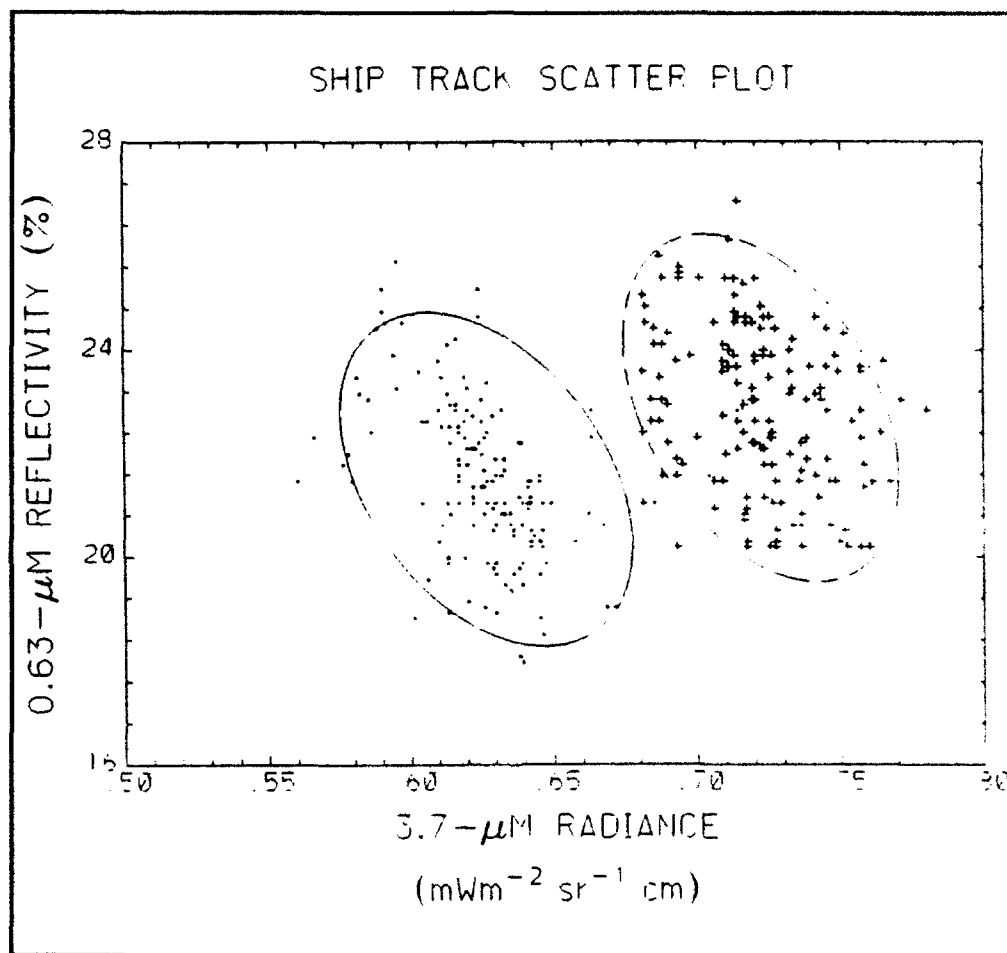 SHIP TRACK SCATTER PLOT
0.63-μM REFLECTIVITY (%)
28
24
20
16
.50 .55 .60 .65 .70 .75 .80
3.7-μM RADIANCE
(mWm⁻² sr⁻¹ cm)